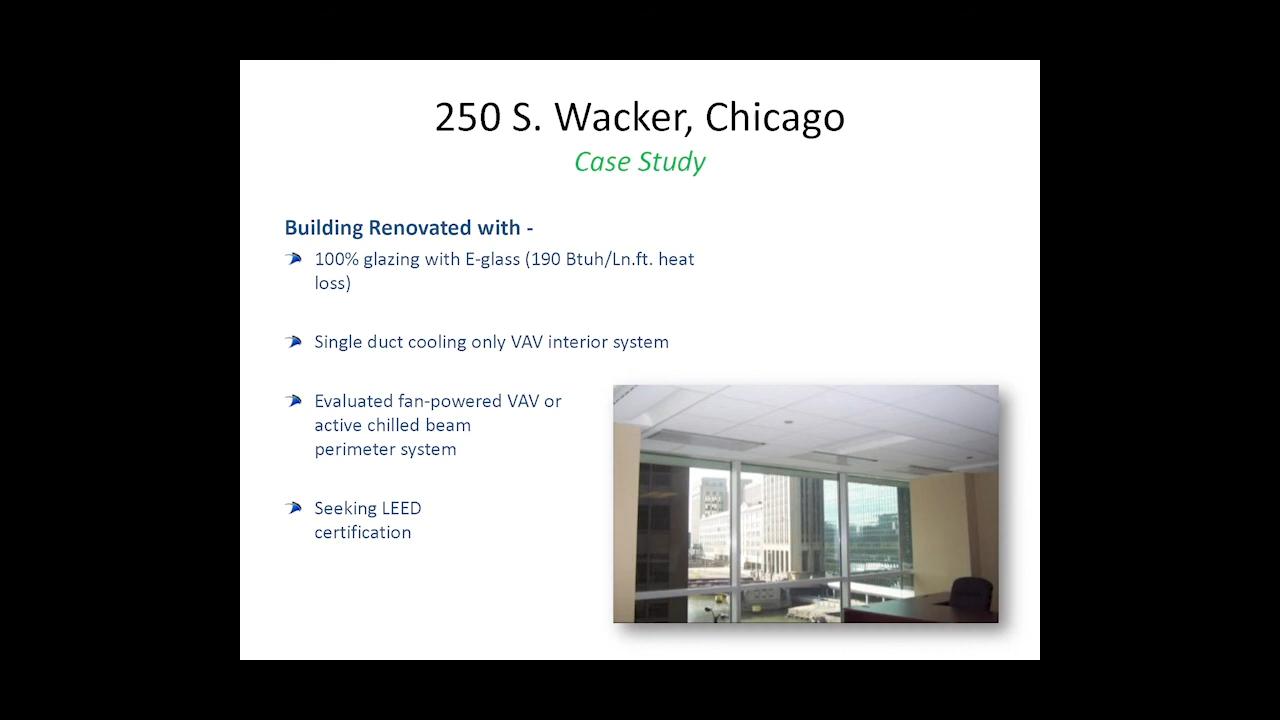 250 S. Wacker, Chicago
Case Study
Building Renovated with -
100% glazing with E-glass (190 Btuh/Ln.ft. heat
loss)
Single duct cooling only VAV interior system
Evaluated fan-powered VAV or
active chilled beam
perimeter system
Seeking LEED
certification